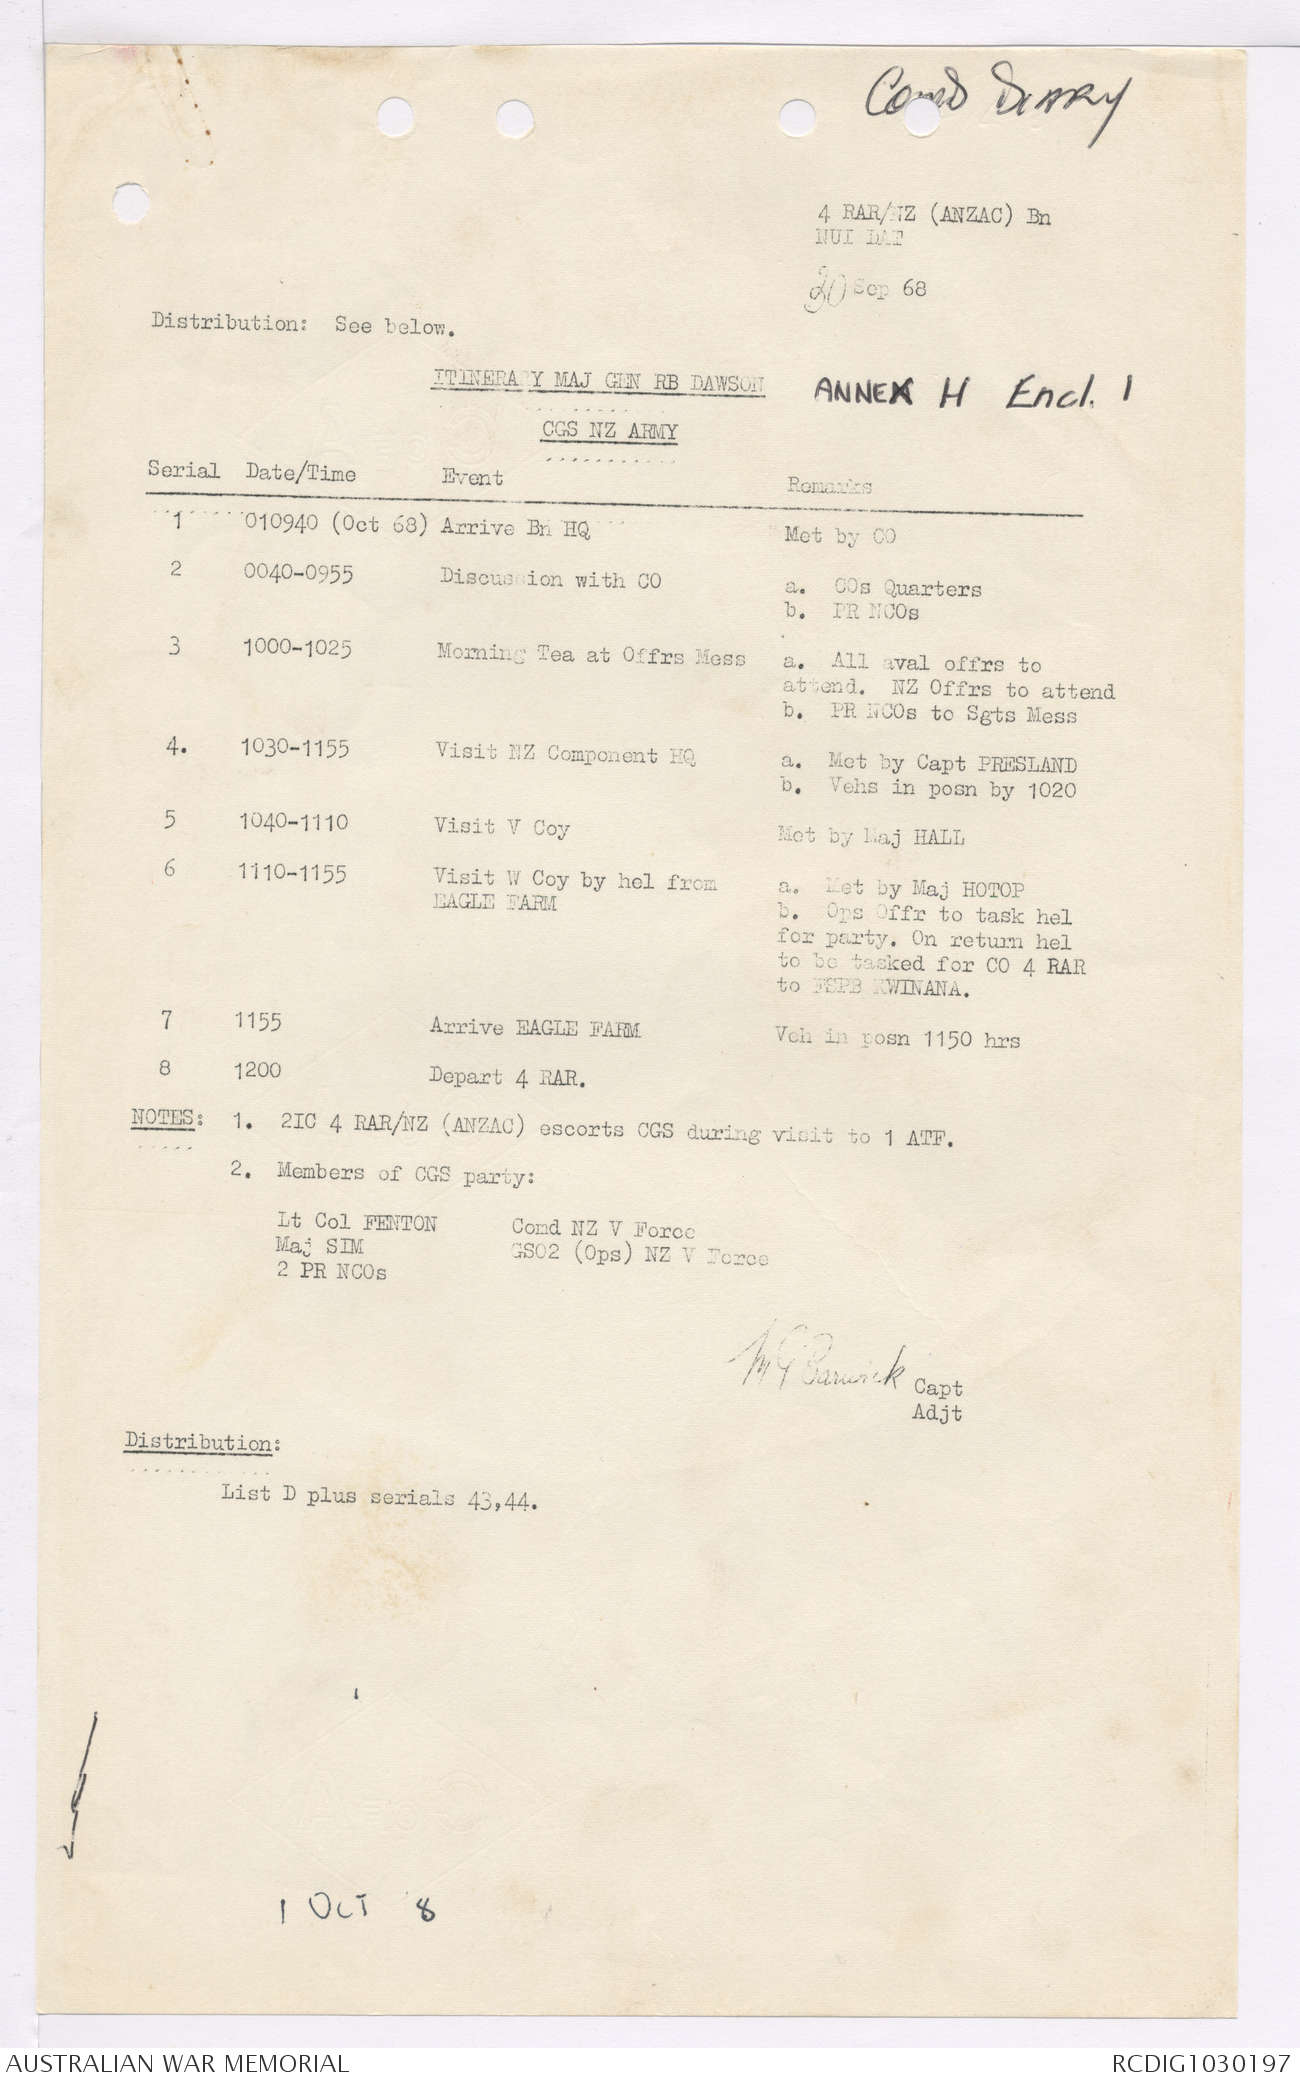 Comd DIARY
4 RAR/NZ (ANZAC) Bn
NUI DAT
30 Sep 68
Distribution: See below.
ITINERARY MAJ GEN RB DAWSON
ANNEX H Encl. 1
CGS NZ ARMY
Serial Date/Time Event Remarks
1 010940 (Oct 68) Arrive Bn HQ Met by CO
2 0040-0955 Discussion with CO a. COs Quarters
b. PR NCOs
3 1000-1025 Morning Tea at Offrs Mess a. All aval offrs to
attend. NZ Offrs to attend
b. PR NCOs to Sgts Mess
4. 1030-1155 Visit NZ Component HQ a. Met by Capt PRESLAND
b. Vehs in posn by 1020
5 1040-1110 Visit V Coy Met by Maj HALL
6 1110-1155 Visit W Coy by hel from a. Met by Maj HOTOP
EAGLE FARM b. Ops Offr to task hel
for party. On return hel
to be tasked for CO 4 RAR
to FSPB KWINANA.
7 1155 Arrive EAGLE FARM Veh in posn 1150 hrs
8 1200 Depart 4 RAR.
NOTES: 1. 2IC 4 RAR/NZ (ANZAC) escorts CGS during visit to 1 ATF.
2. Members of CGS party:
Lt Col FENTON Comd NZ V Force
Maj SIM GSO2 (Ops) NZ V Force
2 PR NCOs
Barwick Capt
Adjt
Distribution:
List D plus serials 43,44.
1 OCT 8
AUSTRALIAN WAR MEMORIAL RCDIG1030197